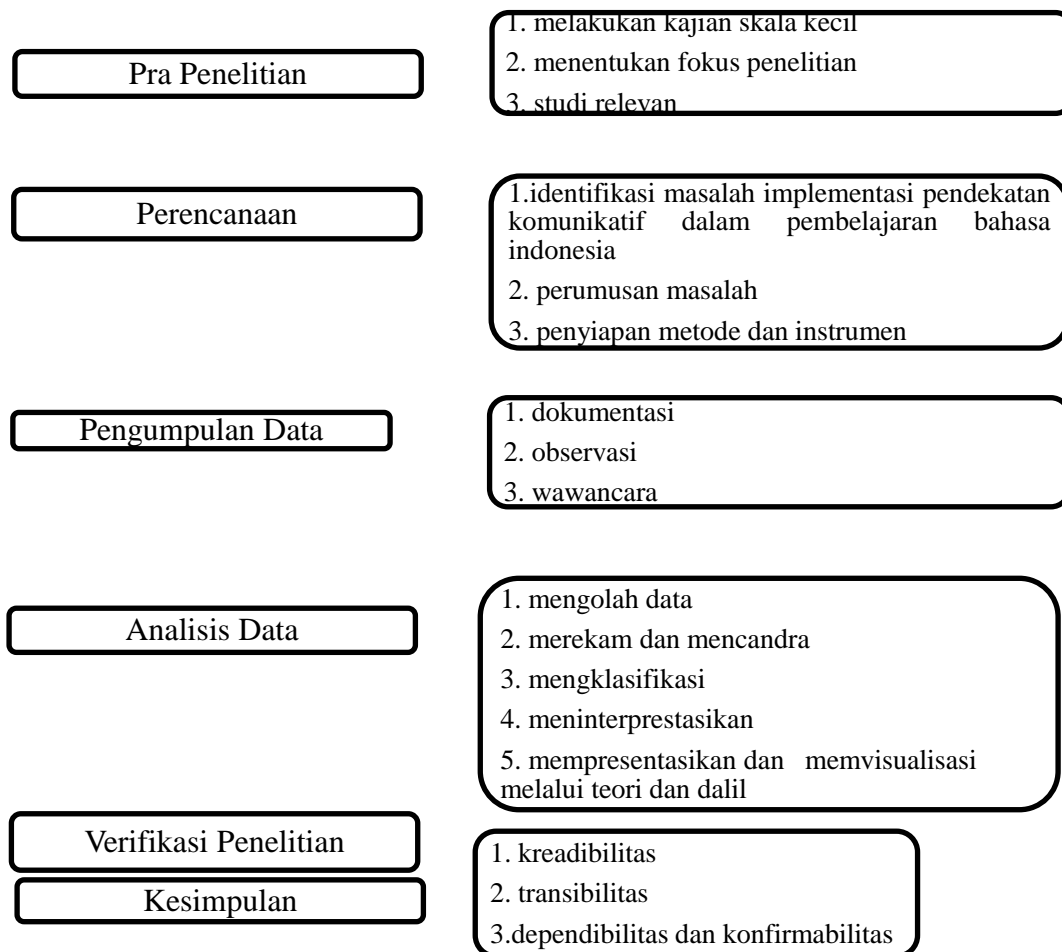 Pra Penelitian
1. melakukan kajian skala kecil
2. menentukan fokus penelitian
3. studi relevan
Perencanaan
1.identifikasi masalah implementasi pendekatan
komunikatif dalam pembelajaran bahasa
indonesia
2. perumusan masalah
3. penyiapan metode dan instrumen
Pengumpulan Data
1. dokumentasi
2. observasi
3. wawancara
Analisis Data
1. mengolah data
2. merekam dan mencandra
3. mengklasifikasi
4. meninterprestasikan
5. mempresentasikan dan memvisualisasi
melalui teori dan dalil
Verifikasi Penelitian
1. kreadibilitas
2. transibilitas
3.dependibilitas dan konfirmabilitas
Kesimpulan